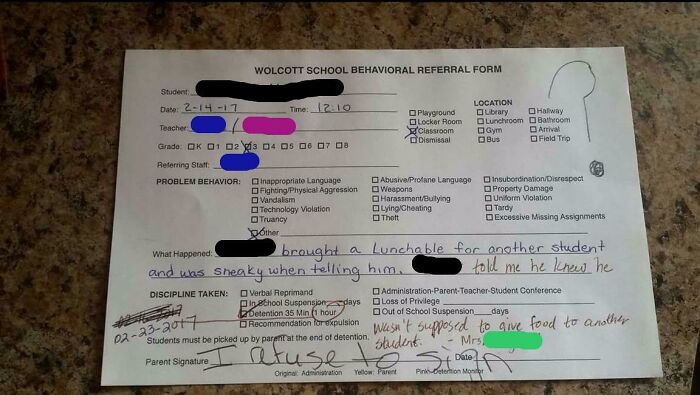 WOLCOTT SCHOOL BEHAVIORAL REFERRAL FORM
Student:
Date: 2-14-17 Time: 12:10
Teacher: /
Grade: K 1 2 3 4 5 6 7 8
Referring Staff:
LOCATION
Playground Library Hallway
Locker Room Lunchroom Bathroom
Classroom Gym Arrival
Dismissal Bus Field Trip
PROBLEM BEHAVIOR: Inappropriate Language Abusive/Profane Language Insubordination/Disrespect
Fighting/Physical Aggression Weapons Property Damage
Vandalism Harassment/Bullying Uniform Violation
Technology Violation Lying/Cheating Tardy
Truancy Theft Excessive Missing Assignments
Other
What Happened: brought a Lunchable for another student
and was sneaky when telling him. told me he knew he
DISCIPLINE TAKEN: Verbal Reprimand Administration-Parent-Teacher-Student Conference
In School Suspension days Loss of Privilege
Detention 35 Min/1 hour Out of School Suspension days
02-23-2017 Recommendation for expulsion wasn't supposed to give food to another
Students must be picked up by parent at the end of detention. student. - Mrs.
Parent Signature I refuse to sign Date
Original: Administration Yellow: Parent Pink: Detention Monitor